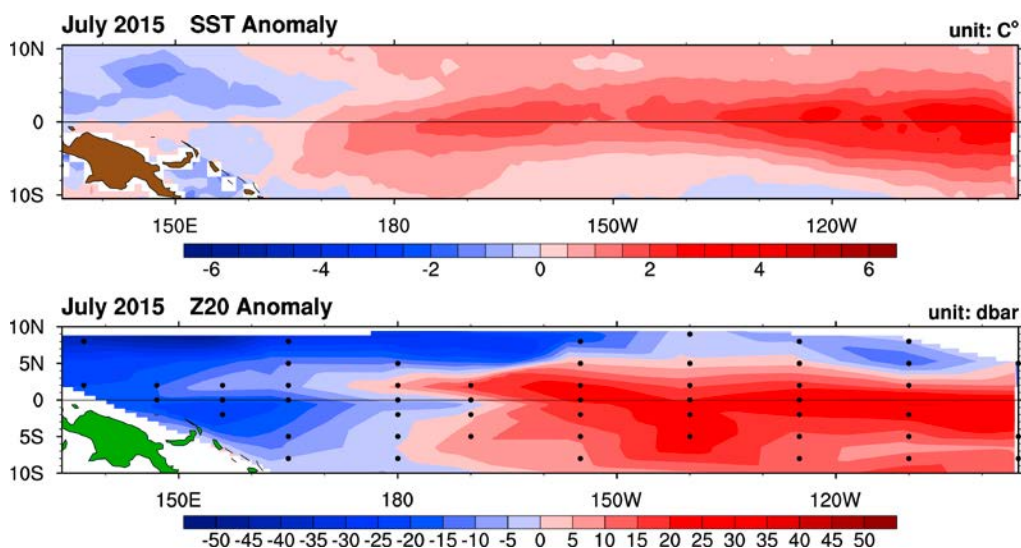 July 2015 SST Anomaly unit: C°
10N
0
10S
150E 180 150W 120W
-6 -4 -2 0 2 4 6
July 2015 Z20 Anomaly unit: dbar
10N
5N
0
5S
10S
150E 180 150W 120W
-50 -45 -40 -35 -30 -25 -20 -15 -10 -5 0 5 10 15 20 25 30 35 40 45 50